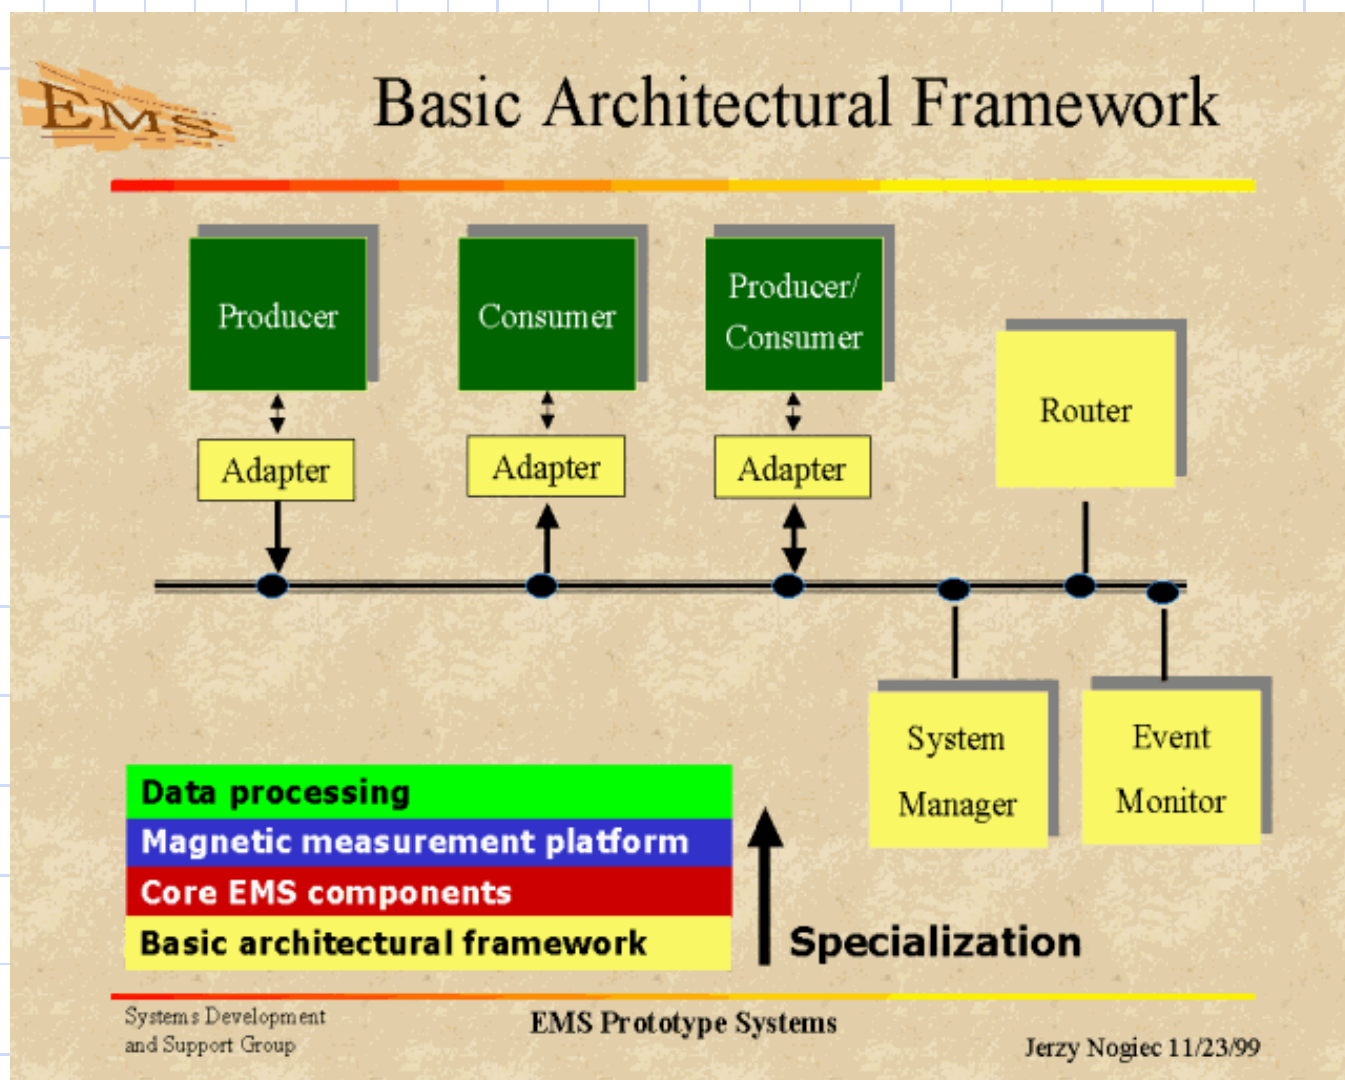 EMS
Basic Architectural Framework
Producer
Consumer
Producer/
Consumer
Router
Adapter
Adapter
Adapter
System
Manager
Event
Monitor
Data processing
Magnetic measurement platform
Core EMS components
Basic architectural framework
Specialization
Systems Development
and Support Group
EMS Prototype Systems
Jerzy Nogiec 11/23/99